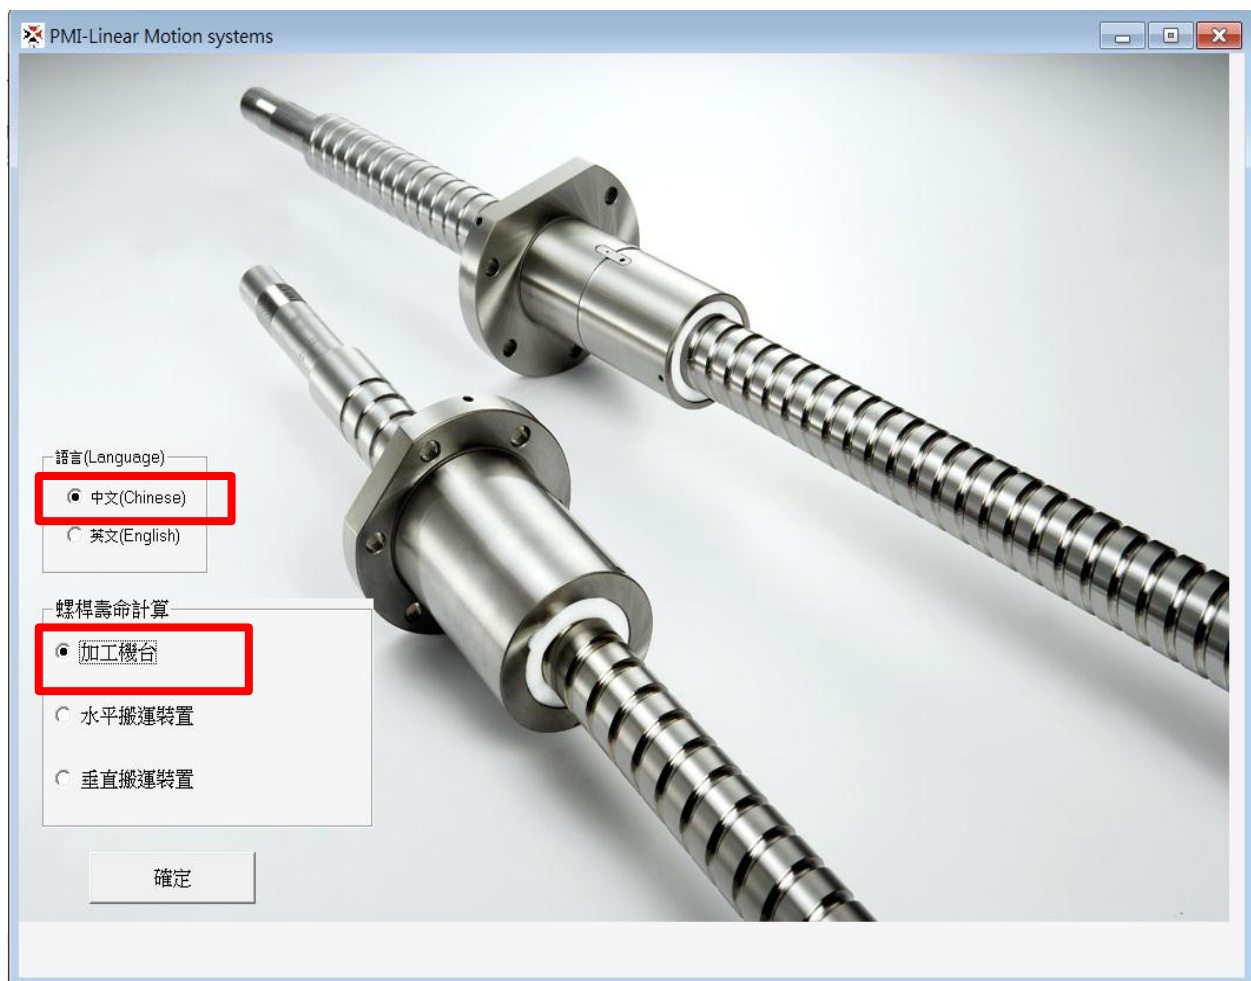 PMI-Linear Motion systems
語言(Language)
中文(Chinese)
英文(English)
螺桿壽命計算
加工機台
水平搬運裝置
垂直搬運裝置
確定